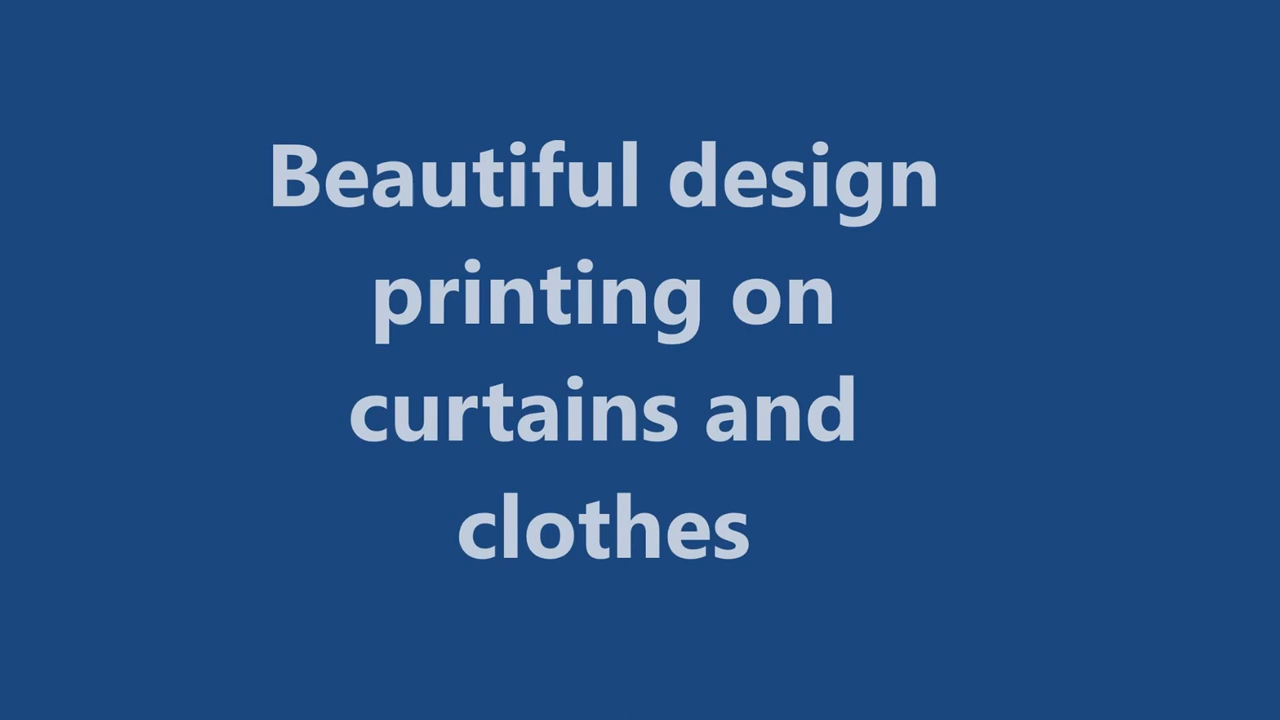 Beautiful design
printing on
curtains and
clothes